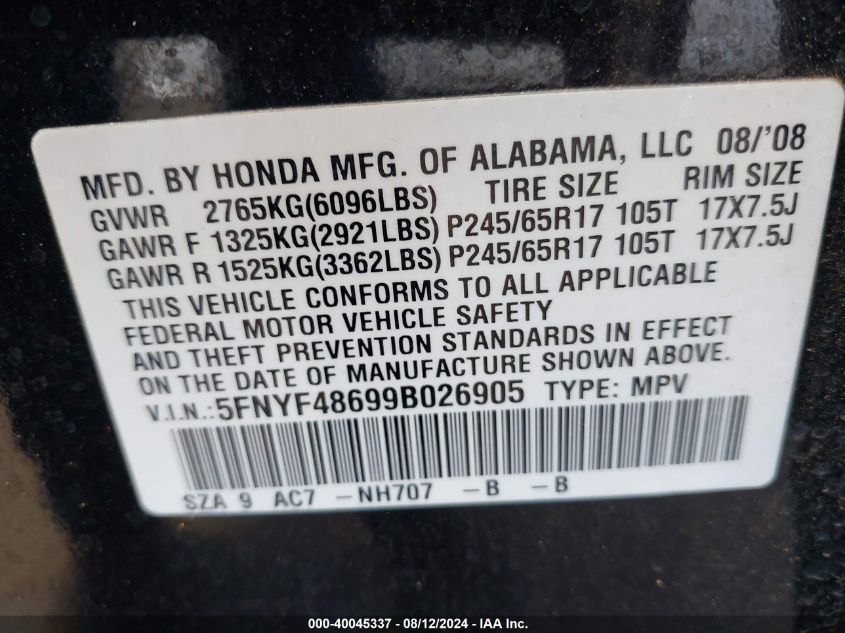 MFD. BY HONDA MFG. OF ALABAMA, LLC 08/'08
GVWR 2765KG(6096LBS) TIRE SIZE RIM SIZE
GAWR F 1325KG(2921LBS) P245/65R17 105T 17X7.5J
GAWR R 1525KG(3362LBS) P245/65R17 105T 17X7.5J
THIS VEHICLE CONFORMS TO ALL APPLICABLE
FEDERAL MOTOR VEHICLE SAFETY
AND THEFT PREVENTION STANDARDS IN EFFECT
ON THE DATE OF MANUFACTURE SHOWN ABOVE.
V.I.N.:5FNYF48699B026905 TYPE: MPV
SZA 9 AC7 -NH707 -B -B
000-40045337 - 08/12/2024 - IAAI.com